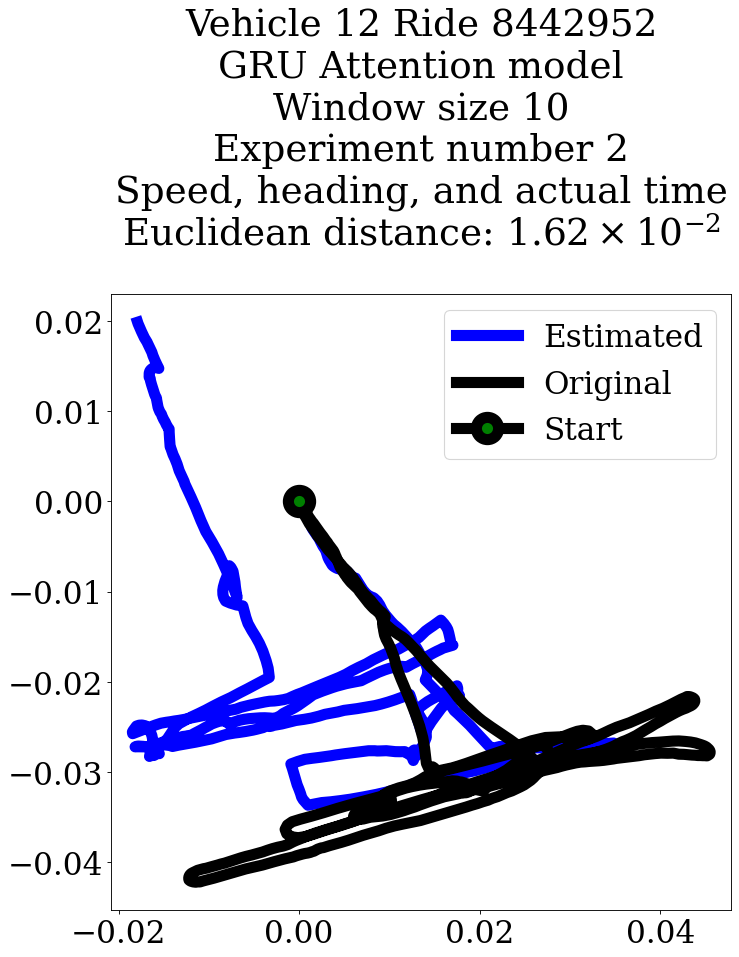 Vehicle 12 Ride 8442952
GRU Attention model
Window size 10
Experiment number 2
Speed, heading, and actual time
Euclidean distance: 1.62 × 10⁻²
Estimated
Original
Start
0.02
0.01
0.00
−0.01
−0.02
−0.03
−0.04
−0.02 0.00 0.02 0.04